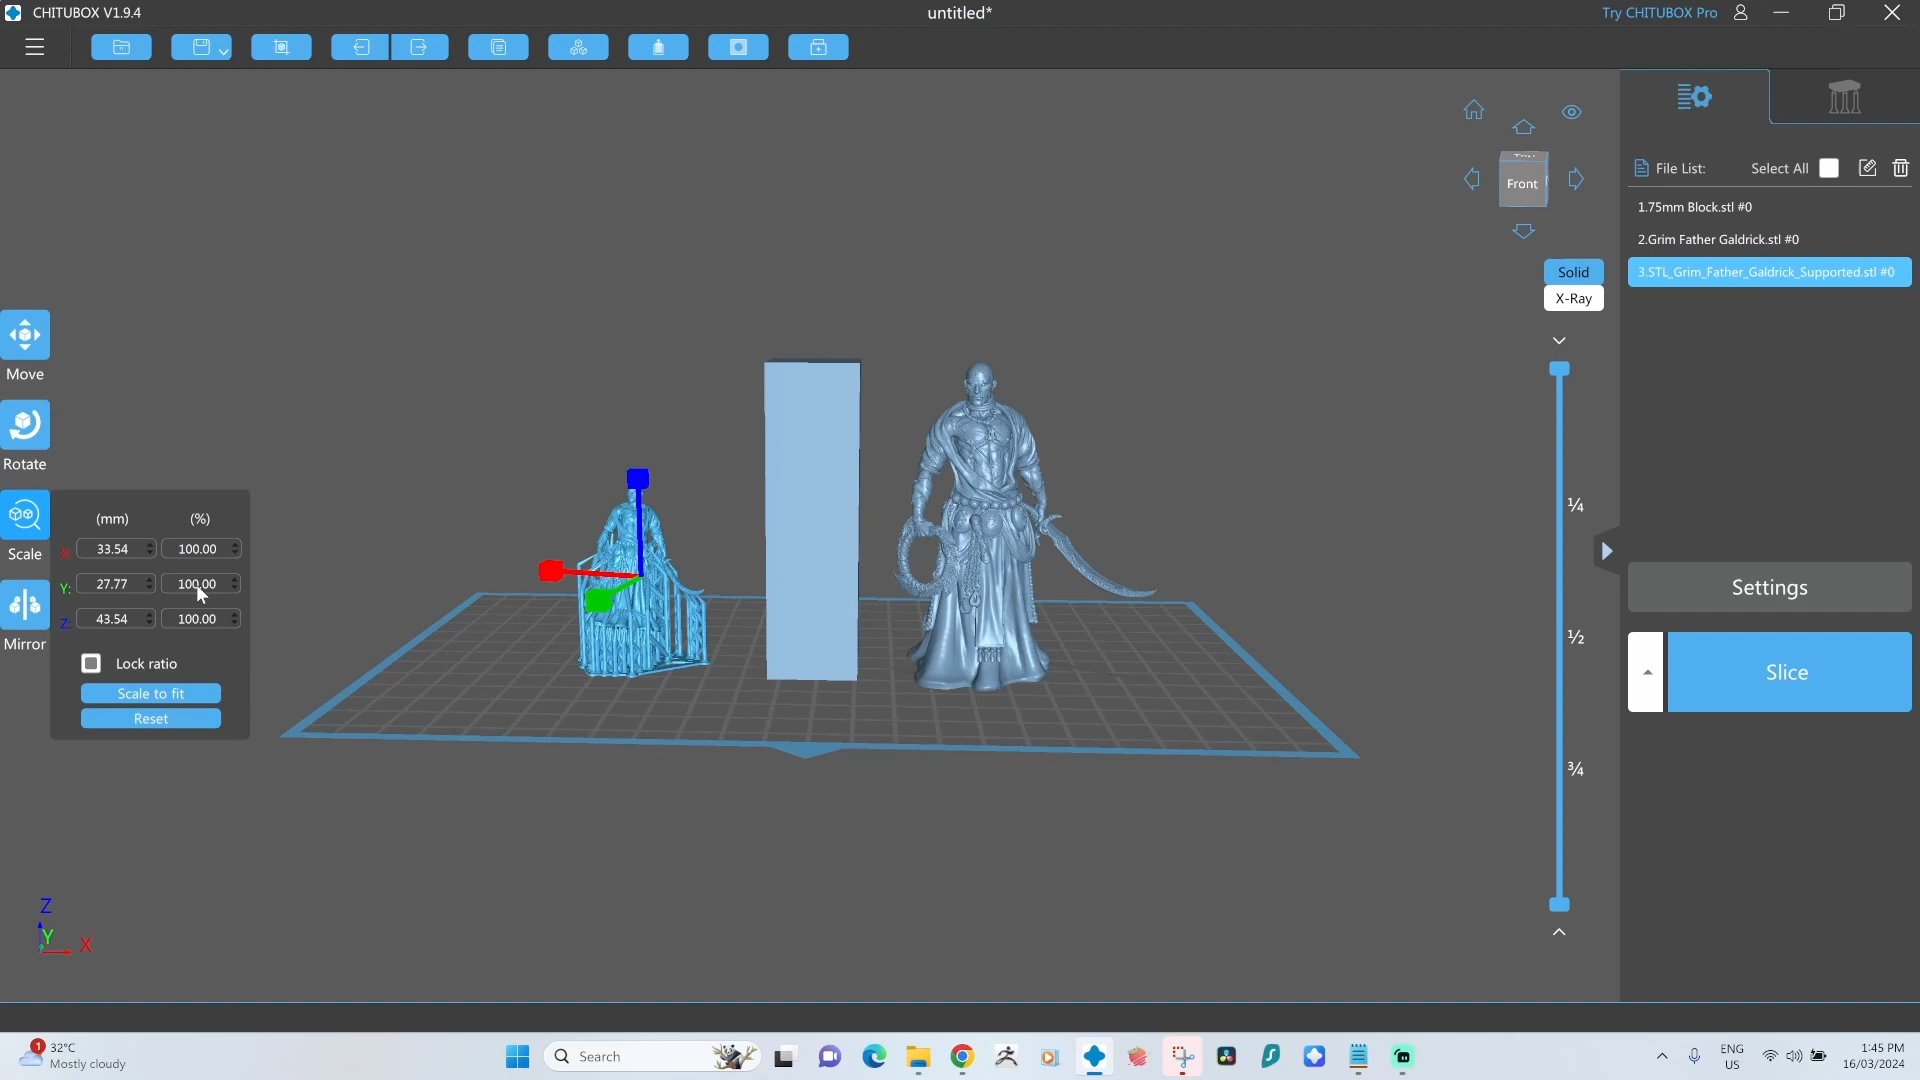 CHITUBOX V1.9.4
untitled*
Try CHITUBOX Pro
File List:
Select All
1.75mm Block.stl #0
2.Grim Father Galdrick.stl #0
3.STL_Grim_Father_Galdrick_Supported.stl #0
Front
Solid
X-Ray
1/4
1/2
3/4
Move
Rotate
Scale
Mirror
(mm) (%)
X: 33.54 100.00
Y: 27.77 100.00
Z: 43.54 100.00
Lock ratio
Scale to fit
Reset
Settings
Slice
Z
Y
X
1
32°C
Mostly cloudy
Search
ENG
US
1:45 PM
16/03/2024